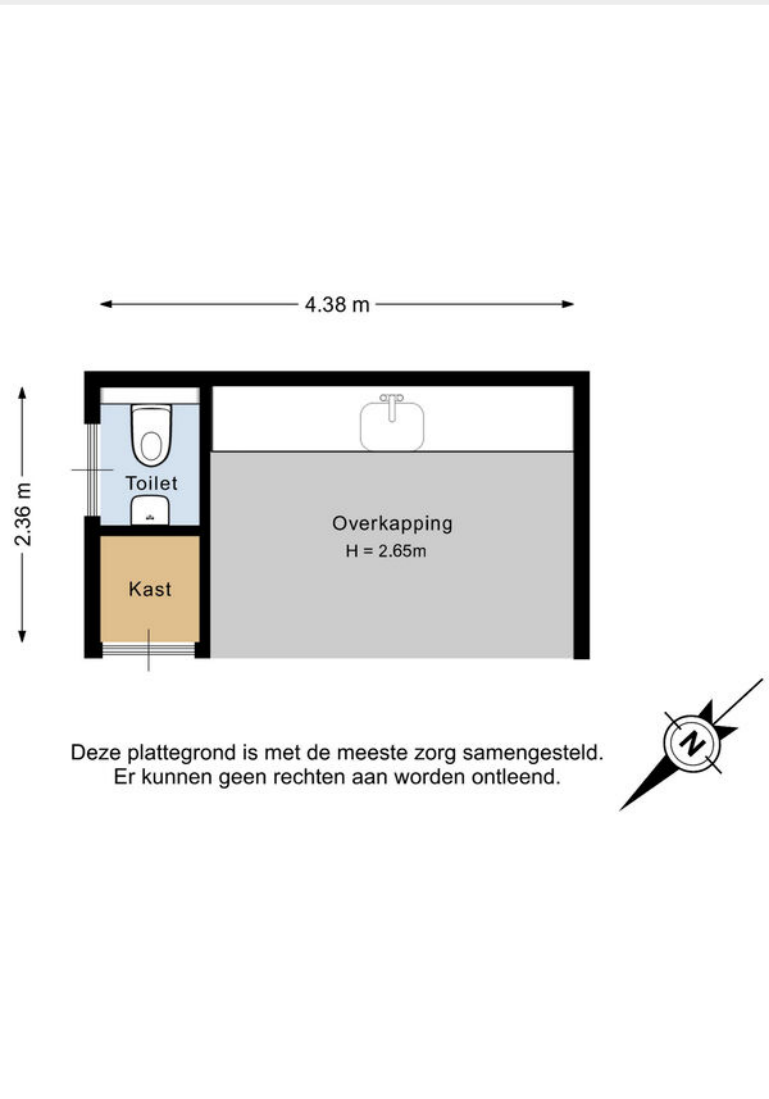 4.38 m
2.36 m
Toilet
Overkapping
H = 2.65m
Kast
N
Deze plattegrond is met de meeste zorg samengesteld.
Er kunnen geen rechten aan worden ontleend.